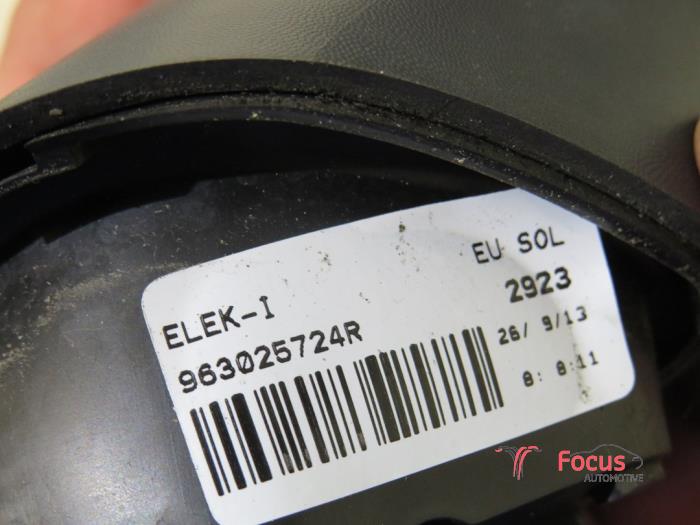 ELEK-I
EU SOL
963025724R
2923
26/ 9/13
8: 8:11
Focus
AUTOMOTIVE